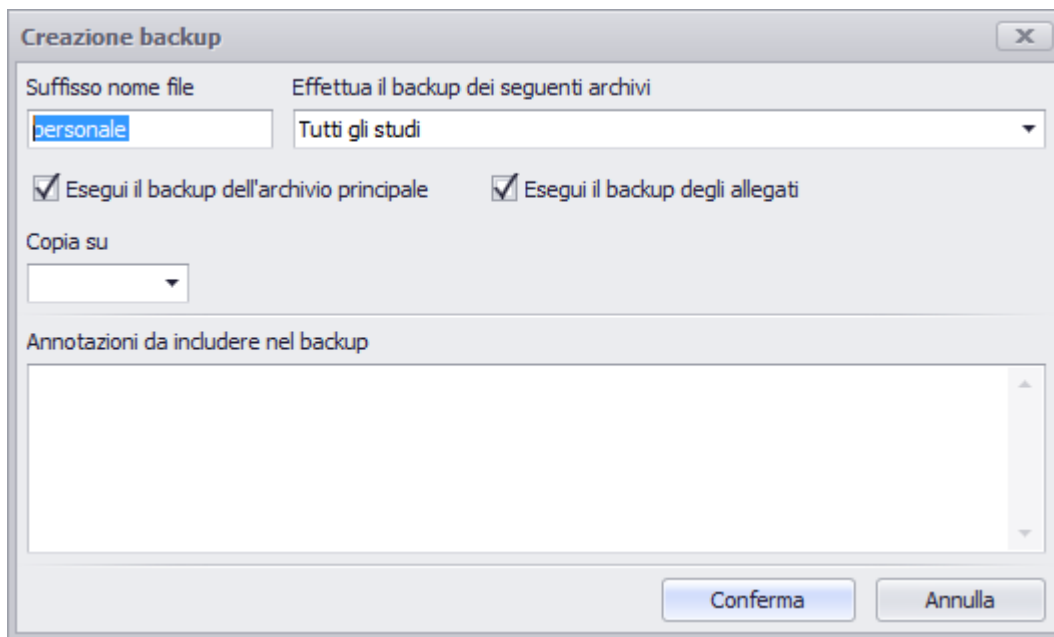 Creazione backup
Suffisso nome file
Effettua il backup dei seguenti archivi
personale
Tutti gli studi
Esegui il backup dell'archivio principale
Esegui il backup degli allegati
Copia su
Annotazioni da includere nel backup
Conferma
Annulla